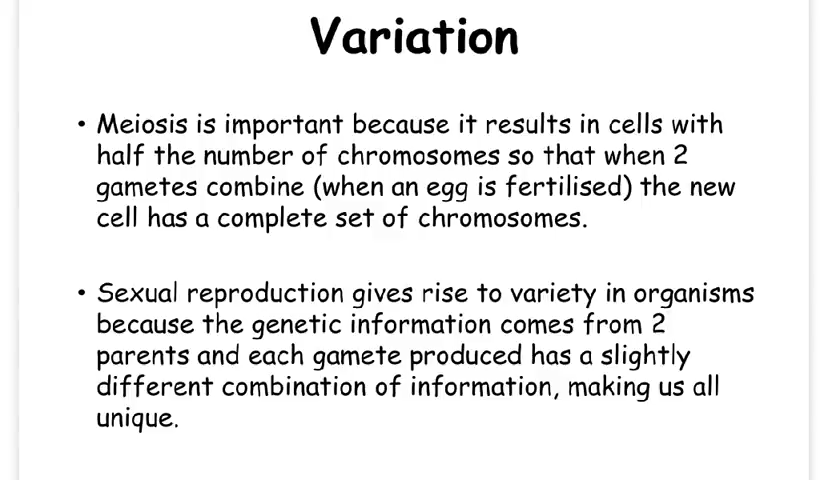 Variation
• Meiosis is important because it results in cells with
half the number of chromosomes so that when 2
gametes combine (when an egg is fertilised) the new
cell has a complete set of chromosomes.
• Sexual reproduction gives rise to variety in organisms
because the genetic information comes from 2
parents and each gamete produced has a slightly
different combination of information, making us all
unique.